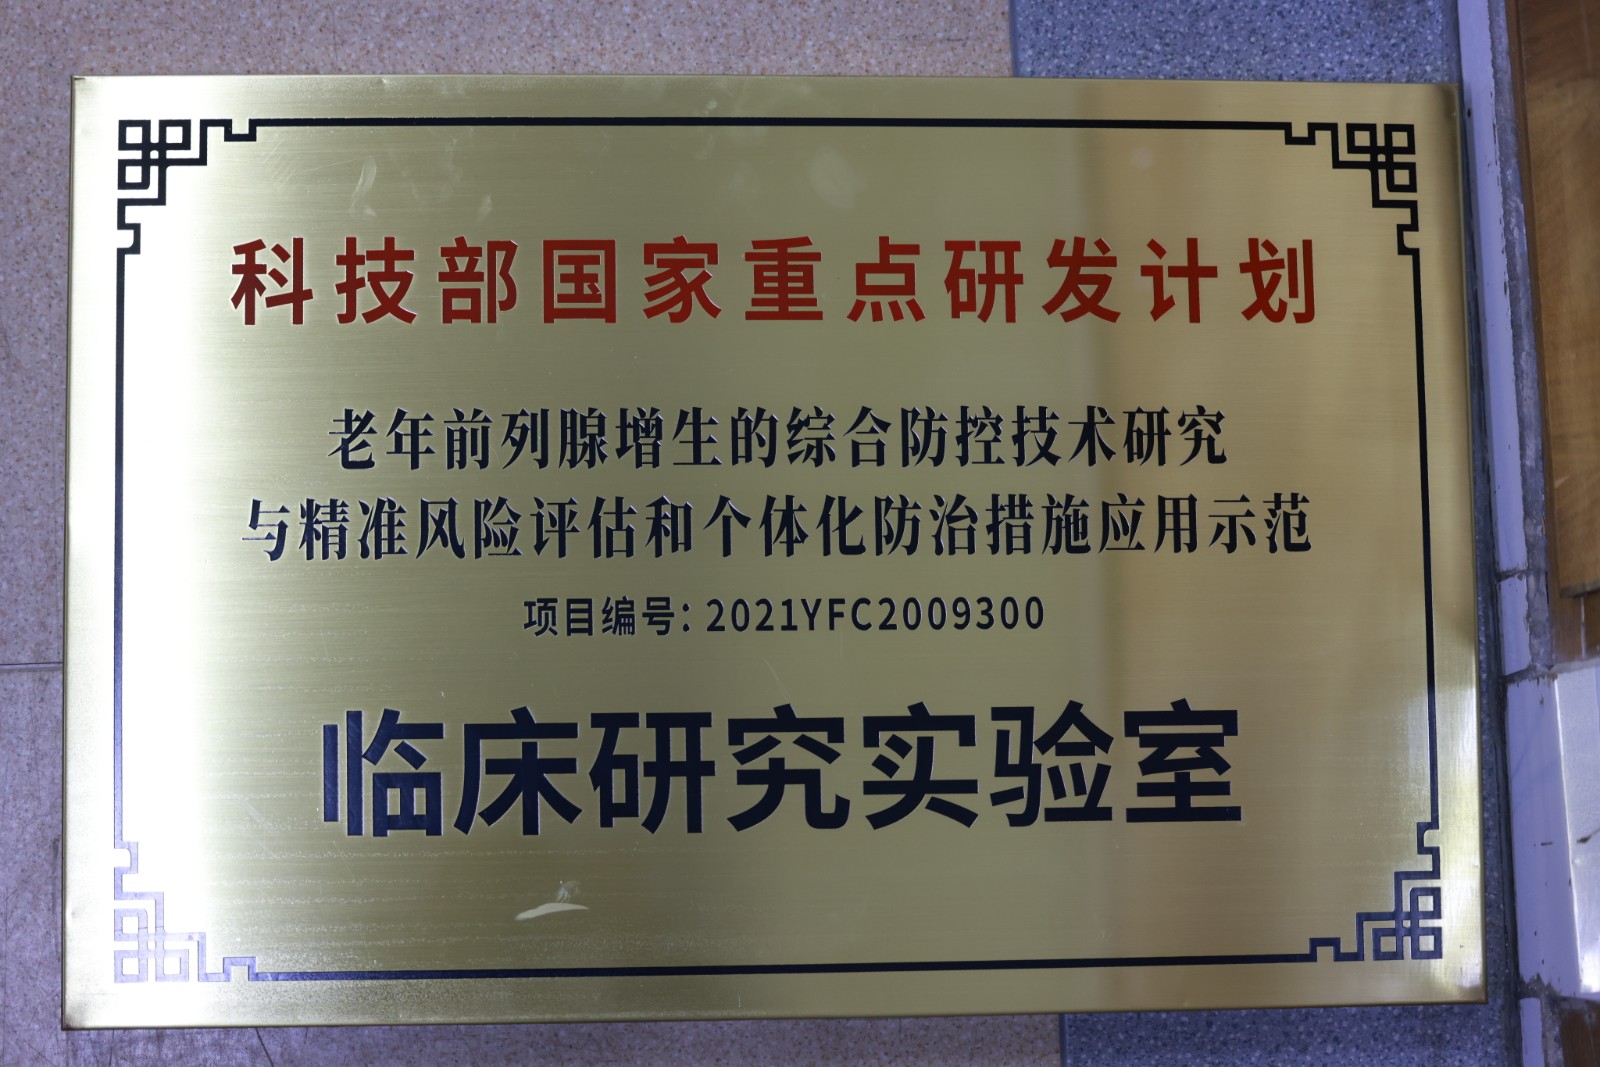 科技部国家重点研发计划
老年前列腺增生的综合防控技术研究
与精准风险评估和个体化防治措施应用示范
项目编号：2021YFC2009300
临床研究实验室